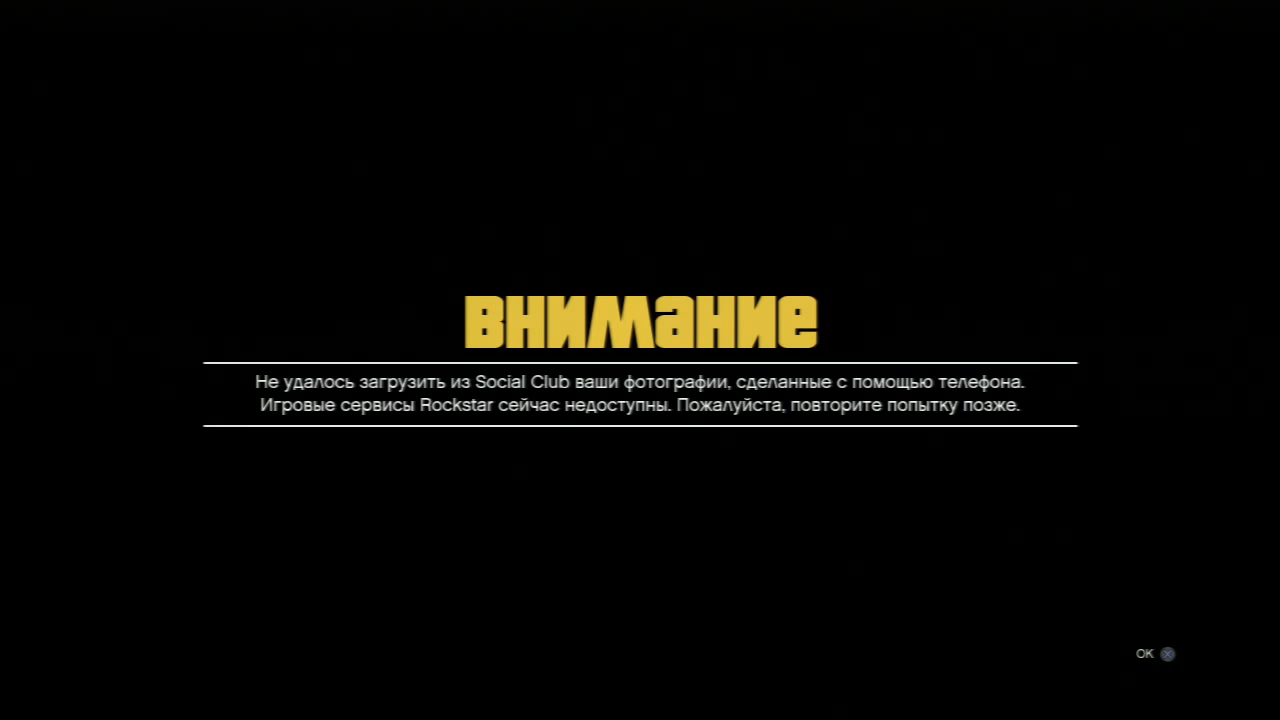 внимание
Не удалось загрузить из Social Club ваши фотографии, сделанные с помощью телефона.
Игровые сервисы Rockstar сейчас недоступны. Пожалуйста, повторите попытку позже.
ОК